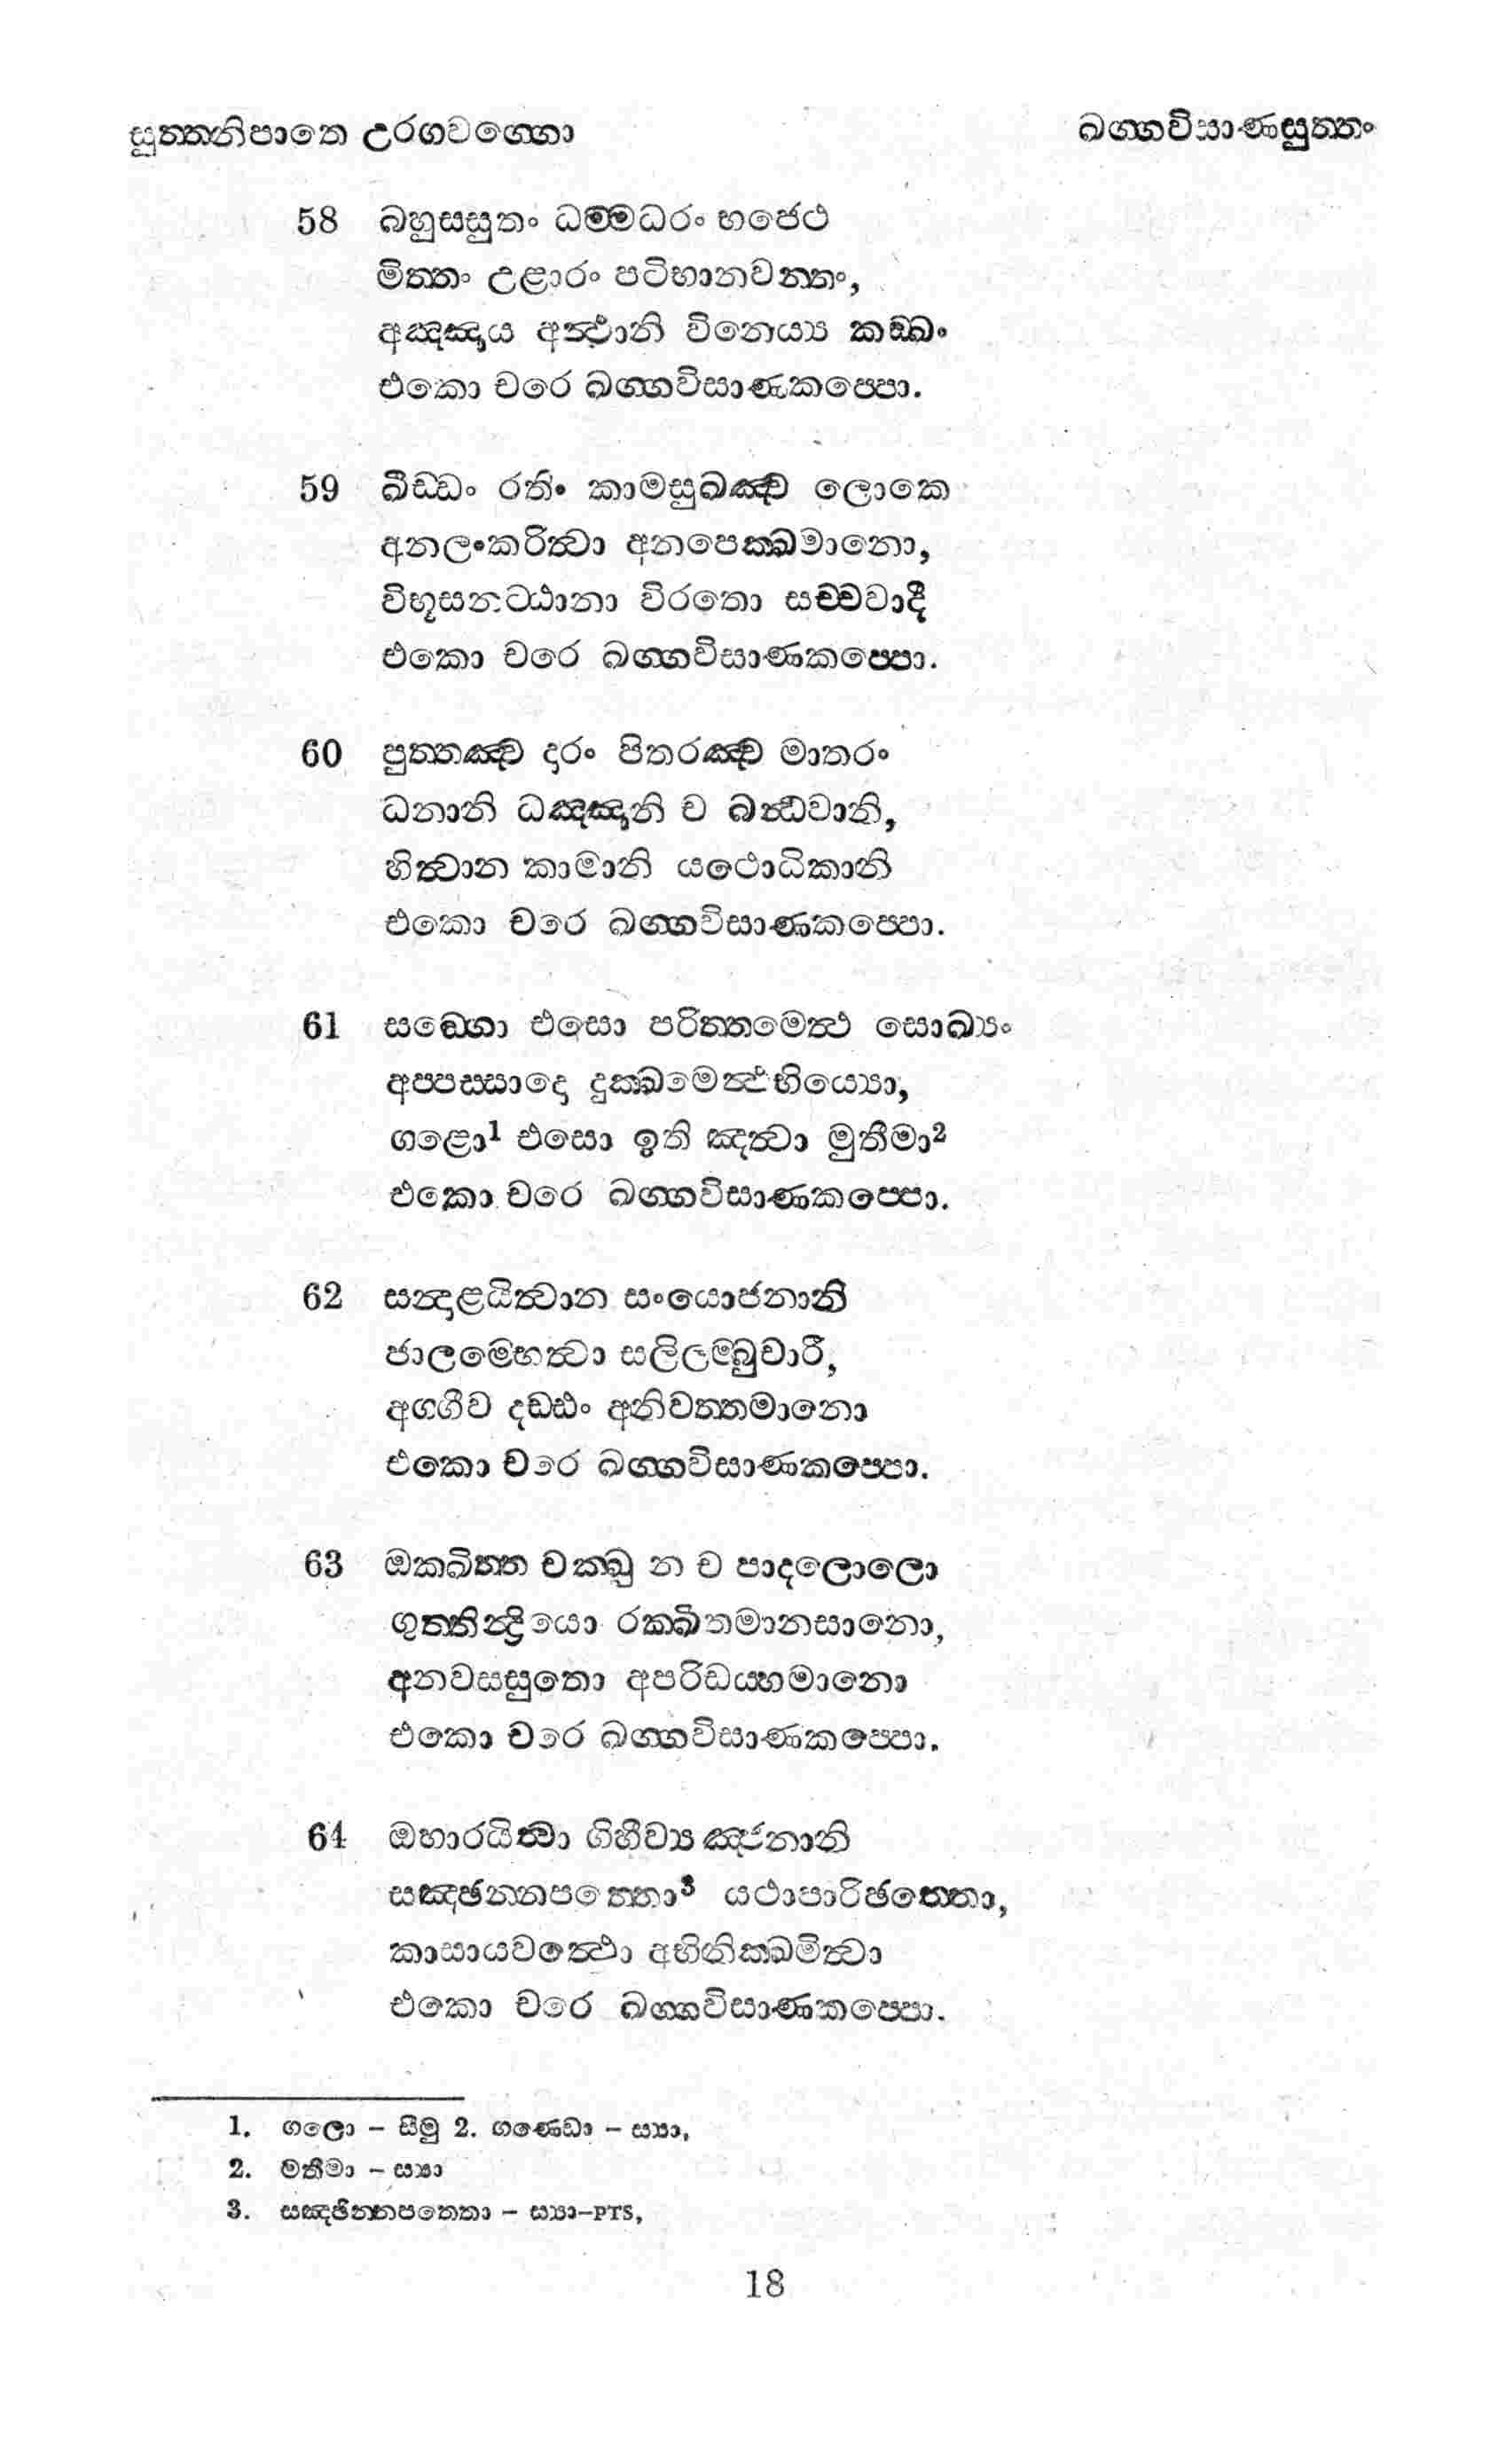 සුත්තනිපාතෙ උරගවග්ගො ඛග්ගවිසාණසුත්තං
58 බහුස්සුතං ධම්මධරං භජෙථ
මිත්තං උළාරං පටිභානවන්තං,
අඤ්ඤාය අත්ථානි විනෙය්‍ය කඞ්ඛං
එකො චරෙ ඛග්ගවිසාණකප්පො.
59 ඛීඩ්ඩං රතිං කාමසුඛඤ්ච ලොකෙ
අනලංකරිත්‍වා අනපෙක්ඛමානො,
විභූසනට්ඨානා විරතො සච්චවාදී
එකො චරෙ ඛග්ගවිසාණකප්පො.
60 පුත්තඤ්ච දාරං පිතරඤ්ච මාතරං
ධනානි ධඤ්ඤානි ච බන්ධවානි,
හිත්‍වාන කාමානි යථොධිකානි
එකො චරෙ ඛග්ගවිසාණකප්පො.
61 සඞ්ගො එසො පරිත්තමෙත්ථ සොඛ්‍යං
අප්පස්සාදො දුක්ඛමෙත්ථභිය්‍යො,
ගළො1 එසො ඉති ඤත්‍වා මුතීමා2
එකො චරෙ ඛග්ගවිසාණකප්පො.
62 සන්දාළයිත්‍වාන සංයොජනානි
ජාලම්භෙත්‍වා සලිලම්බුචාරී,
අග්ගීව දඩ්ඪං අනිවත්තමානො
එකො චරෙ ඛග්ගවිසාණකප්පො.
63 ඔක්ඛිත්ත චක්ඛු න ච පාදලොලො
ගුත්තින්ද්‍රියො රක්ඛිතමානසානො,
අනවස්සුතො අපරිඩය්හමානො
එකො චරෙ ඛග්ගවිසාණකප්පො.
64 ඔහාරයිත්‍වා ගිහීව්‍යඤ්ජනානි
සඤ්ඡන්නපත්තො3 යථාපාරිඡත්තො,
කාසායවත්ථො අභිනික්ඛමිත්‍වා
එකො චරෙ ඛග්ගවිසාණකප්පො.
1. ගලො - සීමු 2. ගණ්ඩො - ස්‍යා,
2. මතීමා - ස්‍යා
3. සඤ්ඡින්නපත්තො - ස්‍යා-PTS,
18